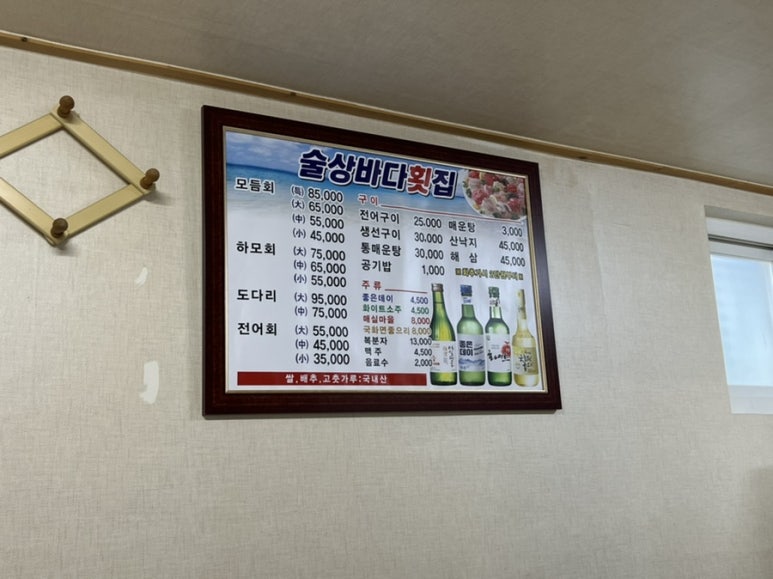 술상바다횟집
모듬회 (特) 85,000
(大) 65,000
(中) 55,000
(小) 45,000
하모회 (大) 75,000
(中) 65,000
(小) 55,000
도다리 (大) 95,000
(中) 75,000
전어회 (大) 55,000
(中) 45,000
(小) 35,000
구이
전어구이 25,000
생선구이 30,000
통매운탕 30,000
공기밥 1,000
매운탕 3,000
산낙지 45,000
해삼 45,000
주류
좋은데이 4,500
화이트소주 4,500
매실마을 8,000
국화면줄으리 8,000
복분자 13,000
맥주 4,500
음료수 2,000
좋은
데이
쌀,배추,고춧가루:국내산